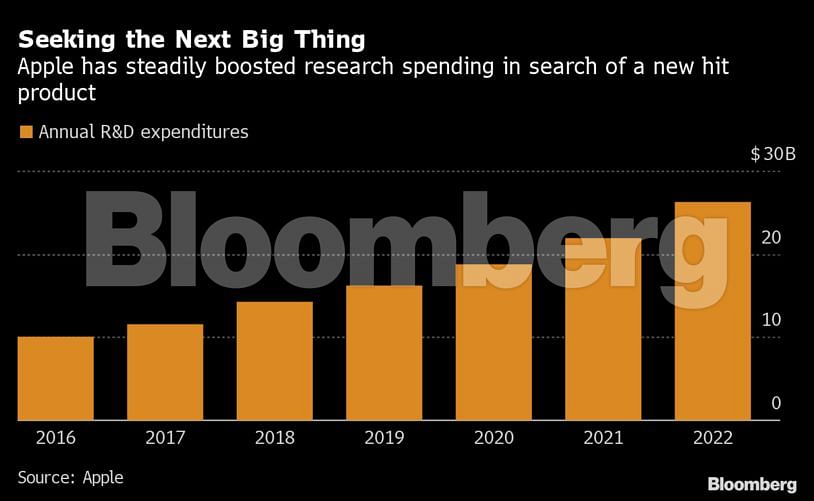 Seeking the Next Big Thing
Apple has steadily boosted research spending in search of a new hit
product
Annual R&D expenditures
$30B
Bloomberg
20
10
0
2016 2017 2018 2019 2020 2021 2022
Source: Apple
Bloomberg